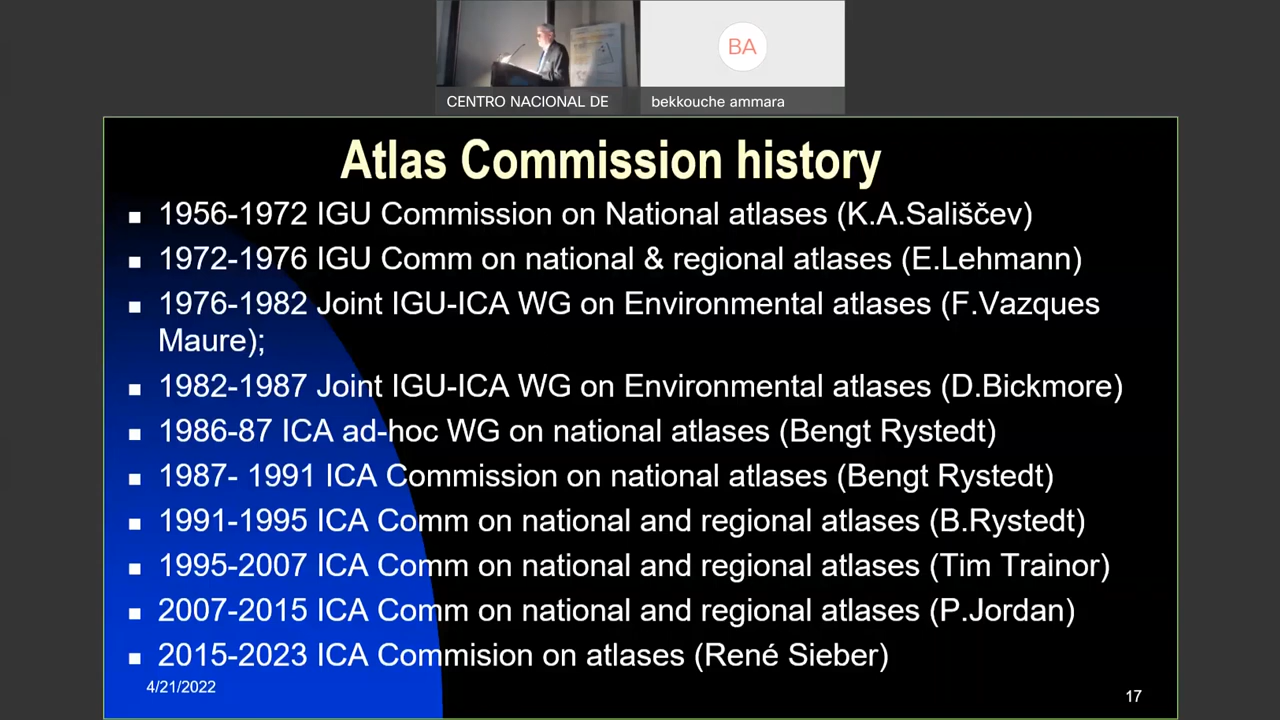 BA
CENTRO NACIONAL DE
bekkouche ammara
Atlas Commission history
▪ 1956-1972 IGU Commission on National atlases (K.A.Sališčev)
▪ 1972-1976 IGU Comm on national & regional atlases (E.Lehmann)
▪ 1976-1982 Joint IGU-ICA WG on Environmental atlases (F.Vazques
Maure);
▪ 1982-1987 Joint IGU-ICA WG on Environmental atlases (D.Bickmore)
▪ 1986-87 ICA ad-hoc WG on national atlases (Bengt Rystedt)
▪ 1987- 1991 ICA Commission on national atlases (Bengt Rystedt)
▪ 1991-1995 ICA Comm on national and regional atlases (B.Rystedt)
▪ 1995-2007 ICA Comm on national and regional atlases (Tim Trainor)
▪ 2007-2015 ICA Comm on national and regional atlases (P.Jordan)
▪ 2015-2023 ICA Commision on atlases (René Sieber)
4/21/2022
17